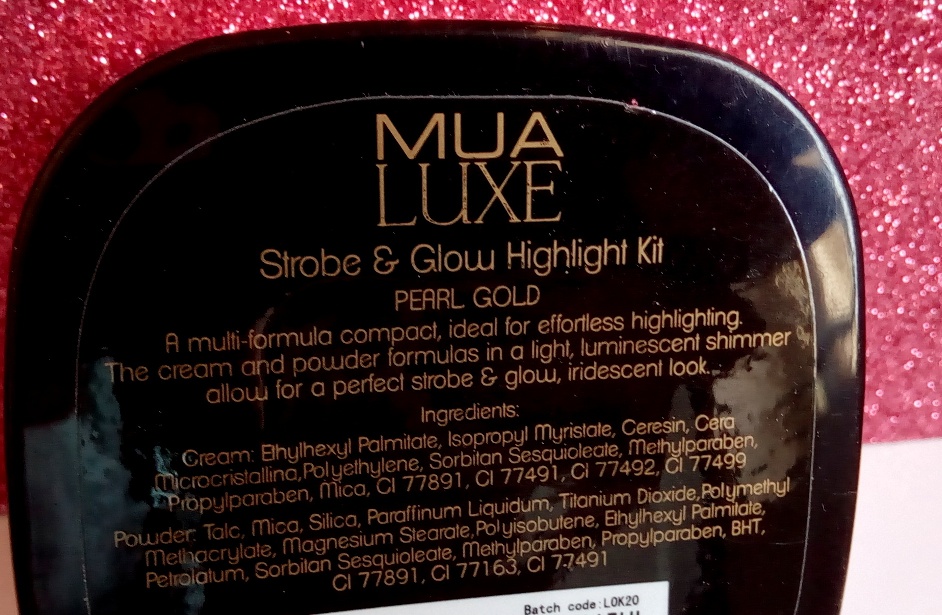 MUA
LUXE
Strobe & Glow Highlight Kit
PEARL GOLD
A multi-formula compact, ideal for effortless highlighting.
The cream and powder formulas in a light, luminescent shimmer
allow for a perfect strobe & glow, iridescent look.
Ingredients:
Cream: Ethylhexyl Palmitate, Isopropyl Myristate, Ceresin, Cera
Microcristallina,Polyethylene, Sorbitan Sesquioleate, Methylparaben,
Propylparaben, Mica, CI 77891, CI 77491, CI 77492, CI 77499
Powder: Talc, Mica, Silica, Paraffinum Liquidum, Titanium Dioxide,Polymethyl
Methacrylate, Magnesium Stearate,Polyisobutene, Ethylhexyl Palmitate,
Petrolatum, Sorbitan Sesquioleate, Methylparaben, Propylparaben, BHT,
CI 77891, CI 77163, CI 77491
Batch code:LOK20